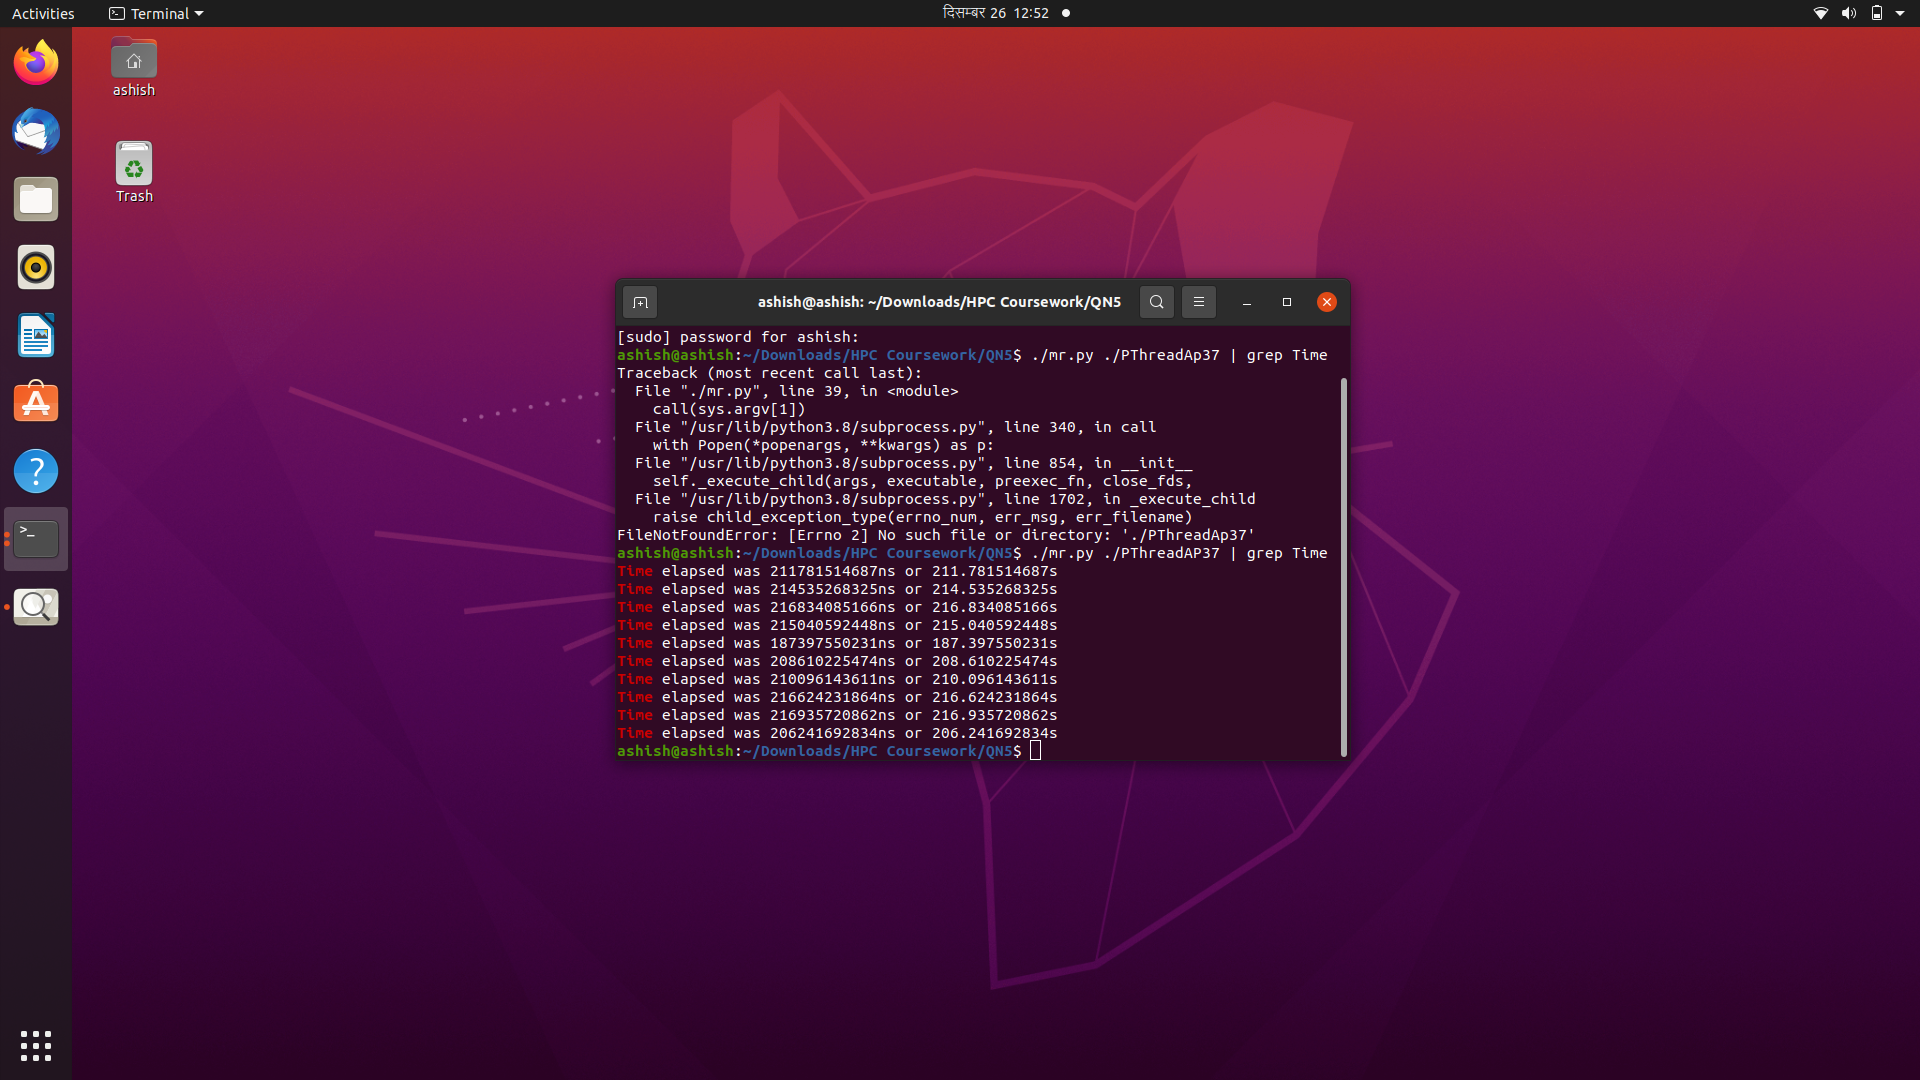 Activities
Terminal
दिसम्बर 26 12:52
ashish
Trash
ashish@ashish: ~/Downloads/HPC Coursework/QN5
[sudo] password for ashish:
ashish@ashish:~/Downloads/HPC Coursework/QN5$ ./mr.py ./PThreadAp37 | grep Time
Traceback (most recent call last):
  File "./mr.py", line 39, in <module>
    call(sys.argv[1])
  File "/usr/lib/python3.8/subprocess.py", line 340, in call
    with Popen(*popenargs, **kwargs) as p:
  File "/usr/lib/python3.8/subprocess.py", line 854, in __init__
    self._execute_child(args, executable, preexec_fn, close_fds,
  File "/usr/lib/python3.8/subprocess.py", line 1702, in _execute_child
    raise child_exception_type(errno_num, err_msg, err_filename)
FileNotFoundError: [Errno 2] No such file or directory: './PThreadAp37'
ashish@ashish:~/Downloads/HPC Coursework/QN5$ ./mr.py ./PThreadAP37 | grep Time
Time elapsed was 211781514687ns or 211.781514687s
Time elapsed was 214535268325ns or 214.535268325s
Time elapsed was 216834085166ns or 216.834085166s
Time elapsed was 215040592448ns or 215.040592448s
Time elapsed was 187397550231ns or 187.397550231s
Time elapsed was 208610225474ns or 208.610225474s
Time elapsed was 210096143611ns or 210.096143611s
Time elapsed was 216624231864ns or 216.624231864s
Time elapsed was 216935720862ns or 216.935720862s
Time elapsed was 206241692834ns or 206.241692834s
ashish@ashish:~/Downloads/HPC Coursework/QN5$